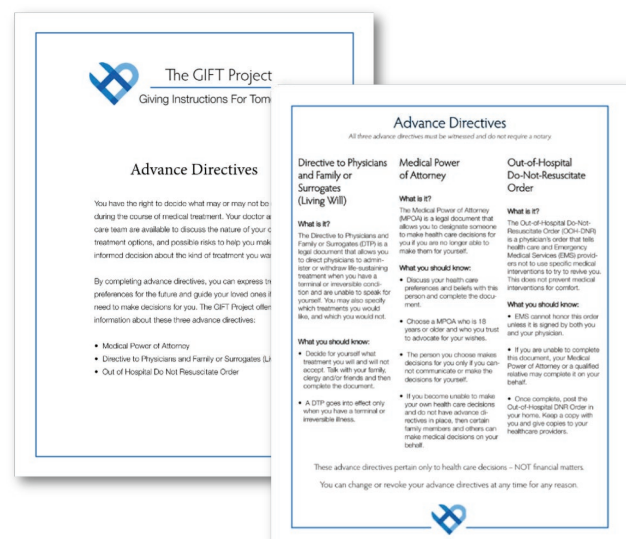 The GIFT Project
Giving Instructions For Tom
Advance Directives
You have the right to decide what may or may not be
during the course of medical treatment. Your doctor a
care team are available to discuss the nature of your c
treatment options, and possible risks to help you mak
informed decision about the kind of treatment you wa
By completing advance directives, you can express tr
preferences for the future and guide your loved ones if
need to make decisions for you. The GIFT Project offer
information about these three advance directives:
• Medical Power of Attorney
• Directive to Physicians and Family or Surrogates (Li
• Out of Hospital Do Not Resuscitate Order
Advance Directives
All three advance directives must be witnessed and do not require a notary.
Directive to Physicians
and Family or
Surrogates
(Living Will)
What is it?
The Directive to Physicians and
Family or Surrogates (DTP) is a
legal document that allows you
to direct physicians to admin-
ister or withdraw life-sustaining
treatment when you have a
terminal or irreversible condi-
tion and are unable to speak for
yourself. You may also specify
which treatments you would
like, and which you would not.
What you should know:
• Decide for yourself what
treatment you will and will not
accept. Talk with your family,
clergy and/or friends and then
complete the document.
• A DTP goes into effect only
when you have a terminal or
irreversible illness.
Medical Power
of Attorney
What is it?
The Medical Power of Attorney
(MPOA) is a legal document that
allows you to designate someone
to make health care decisions for
you if you are no longer able to
make them for yourself.
What you should know:
• Discuss your health care
preferences and beliefs with this
person and complete the docu-
ment.
• Choose a MPOA who is 18
years or older and who you trust
to advocate for your wishes.
• The person you choose makes
decisions for you only if you can-
not communicate or make the
decisions for yourself.
• If you become unable to make
your own health care decisions
and do not have advance di-
rectives in place, then certain
family members and others can
make medical decisions on your
behalf.
Out-of-Hospital
Do-Not-Resuscitate
Order
What is it?
The Out-of-Hospital Do-Not-
Resuscitate Order (OOH-DNR)
is a physician's order that tells
health care and Emergency
Medical Services (EMS) provid-
ers not to use specific medical
interventions to try to revive you.
This does not prevent medical
interventions for comfort.
What you should know:
• EMS cannot honor this order
unless it is signed by both you
and your physician.
• If you are unable to complete
this document, your Medical
Power of Attorney or a qualified
relative may complete it on your
behalf.
• Once complete, post the
Out-of-Hospital DNR Order in
your home. Keep a copy with
you and give copies to your
healthcare providers.
These advance directives pertain only to health care decisions – NOT financial matters.
You can change or revoke your advance directives at any time for any reason.